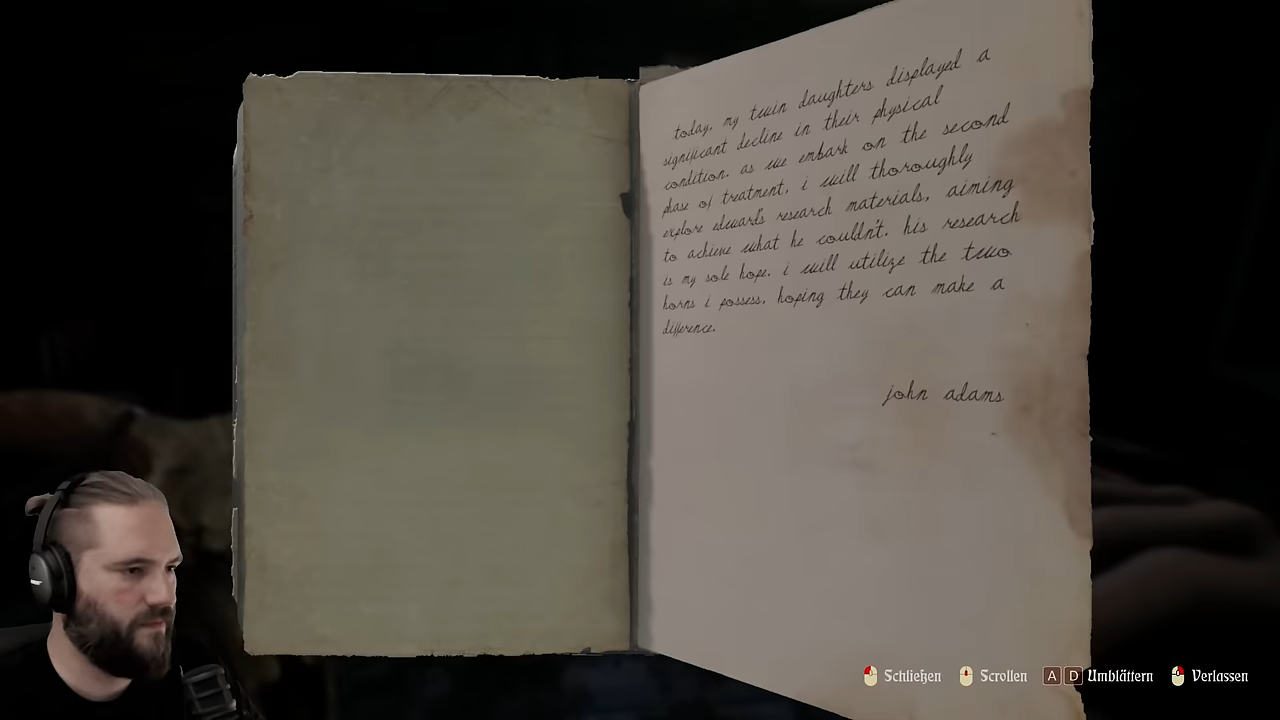 today, my twin daughters displayed a
significant decline in their physical
condition. as we embark on the second
phase of treatment, i will thoroughly
explore edward's research materials, aiming
to achieve what he couldn't. his research
is my sole hope. i will utilize the two
horns i possess, hoping they can make a
difference.
john adams
Schließen Scrollen A D Umblättern Verlassen